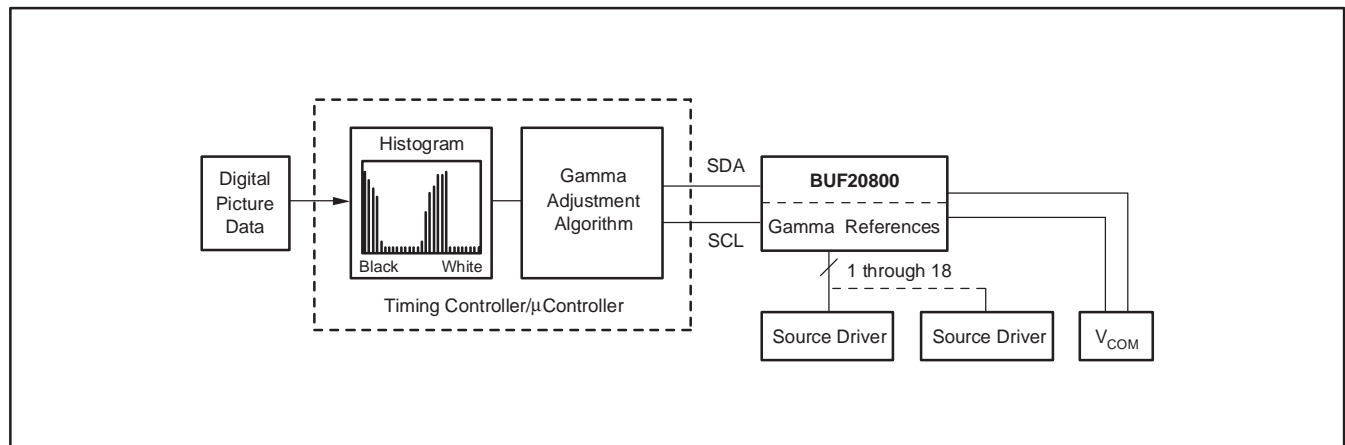 Digital
Picture
Data
Histogram
Black White
Gamma
Adjustment
Algorithm
Timing Controller/μController
SDA
SCL
BUF20800
Gamma References
1 through 18
Source Driver
Source Driver
VCOM